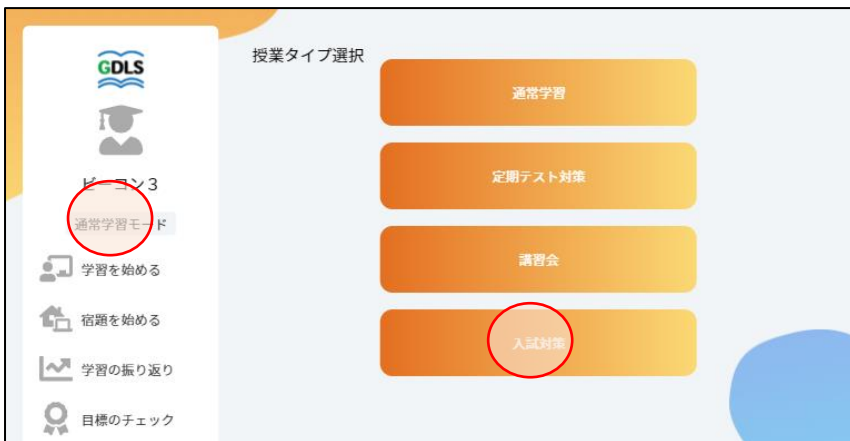 GDLS
ビーコン3
通常学習モード
学習を始める
宿題を始める
学習の振り返り
目標のチェック
授業タイプ選択
通常学習
定期テスト対策
講習会
入試対策